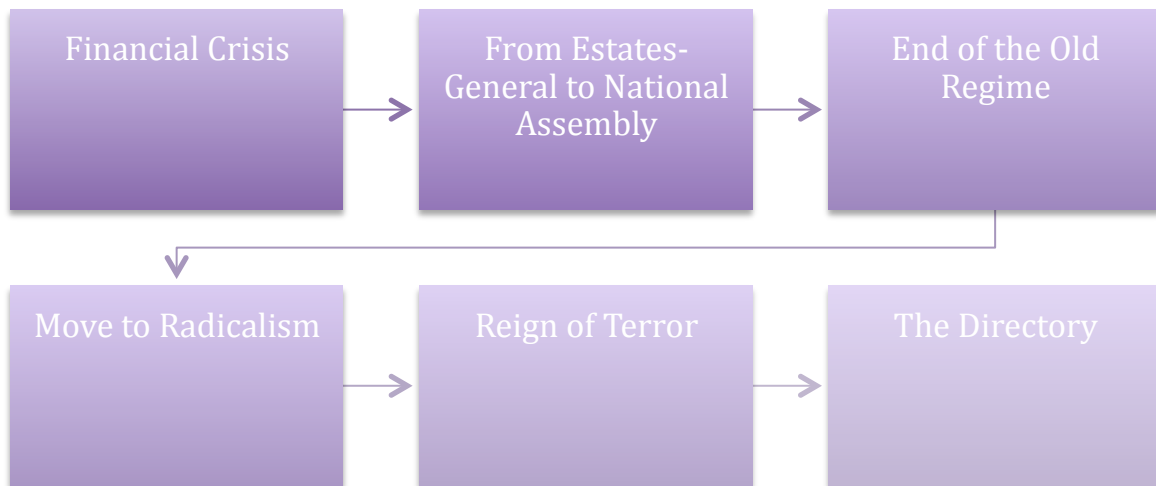 Financial Crisis
From Estates-
General to National
Assembly
End of the Old
Regime
Move to Radicalism
Reign of Terror
The Directory